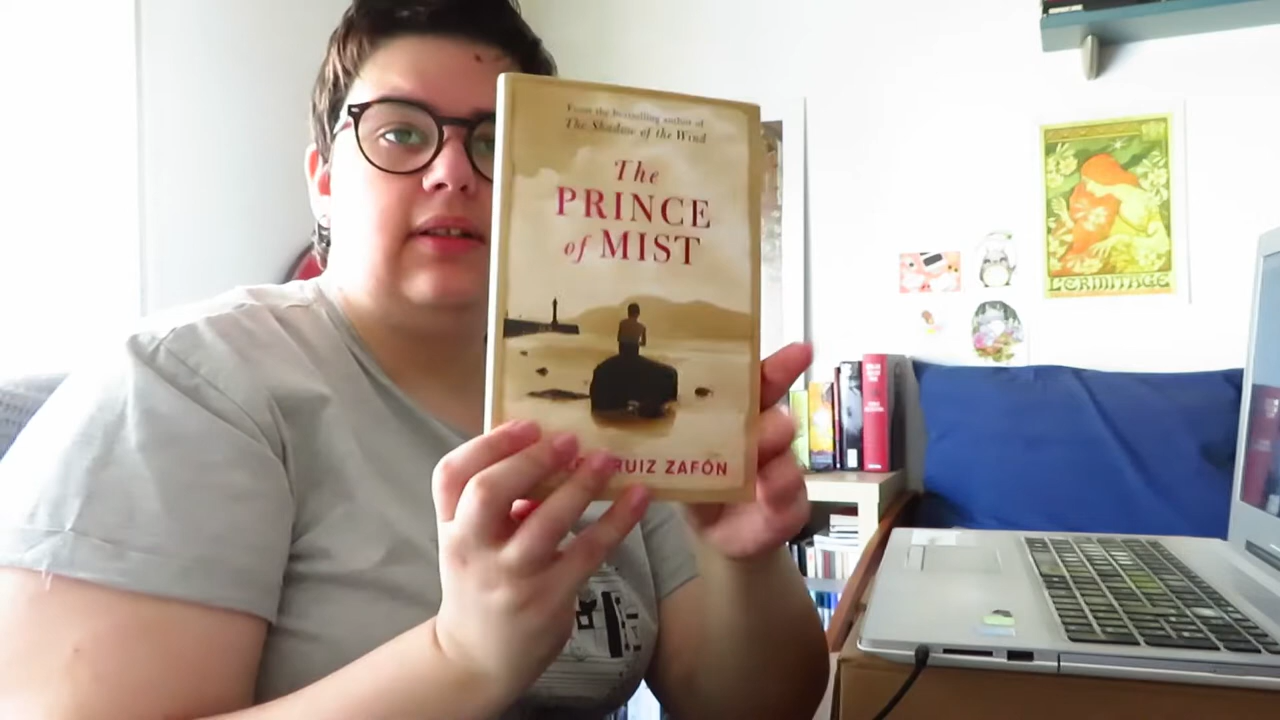 From the bestselling author of
The Shadow of the Wind
The
PRINCE
of MIST
RUIZ ZAFÓN
L'ERMITAGE